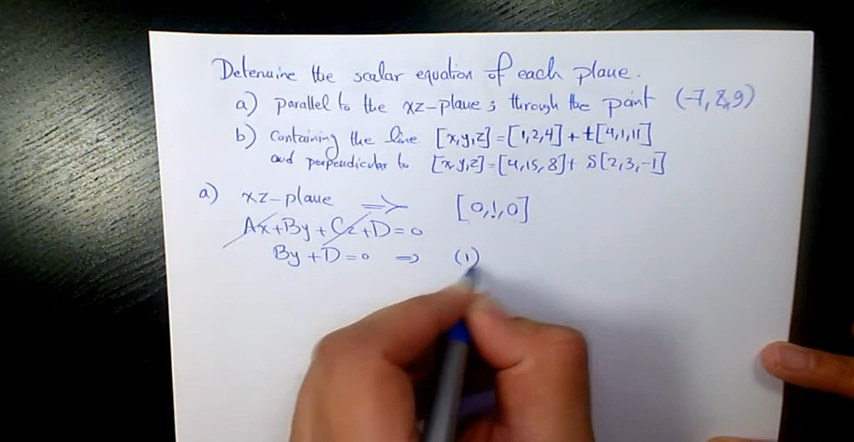 Determine the scalar equation of each plane.
a) parallel to the xz-plane & through the point (-7,8,9)
b) containing the line [x,y,z]=[1,2,4]+t[4,1,11]
and perpendicular to [x,y,z]=[4,15,8]+ s[2,3,-1]
a) xz-plane => [0,1,0]
Ax+By+Cz+D=0
By+D=0 => (1)